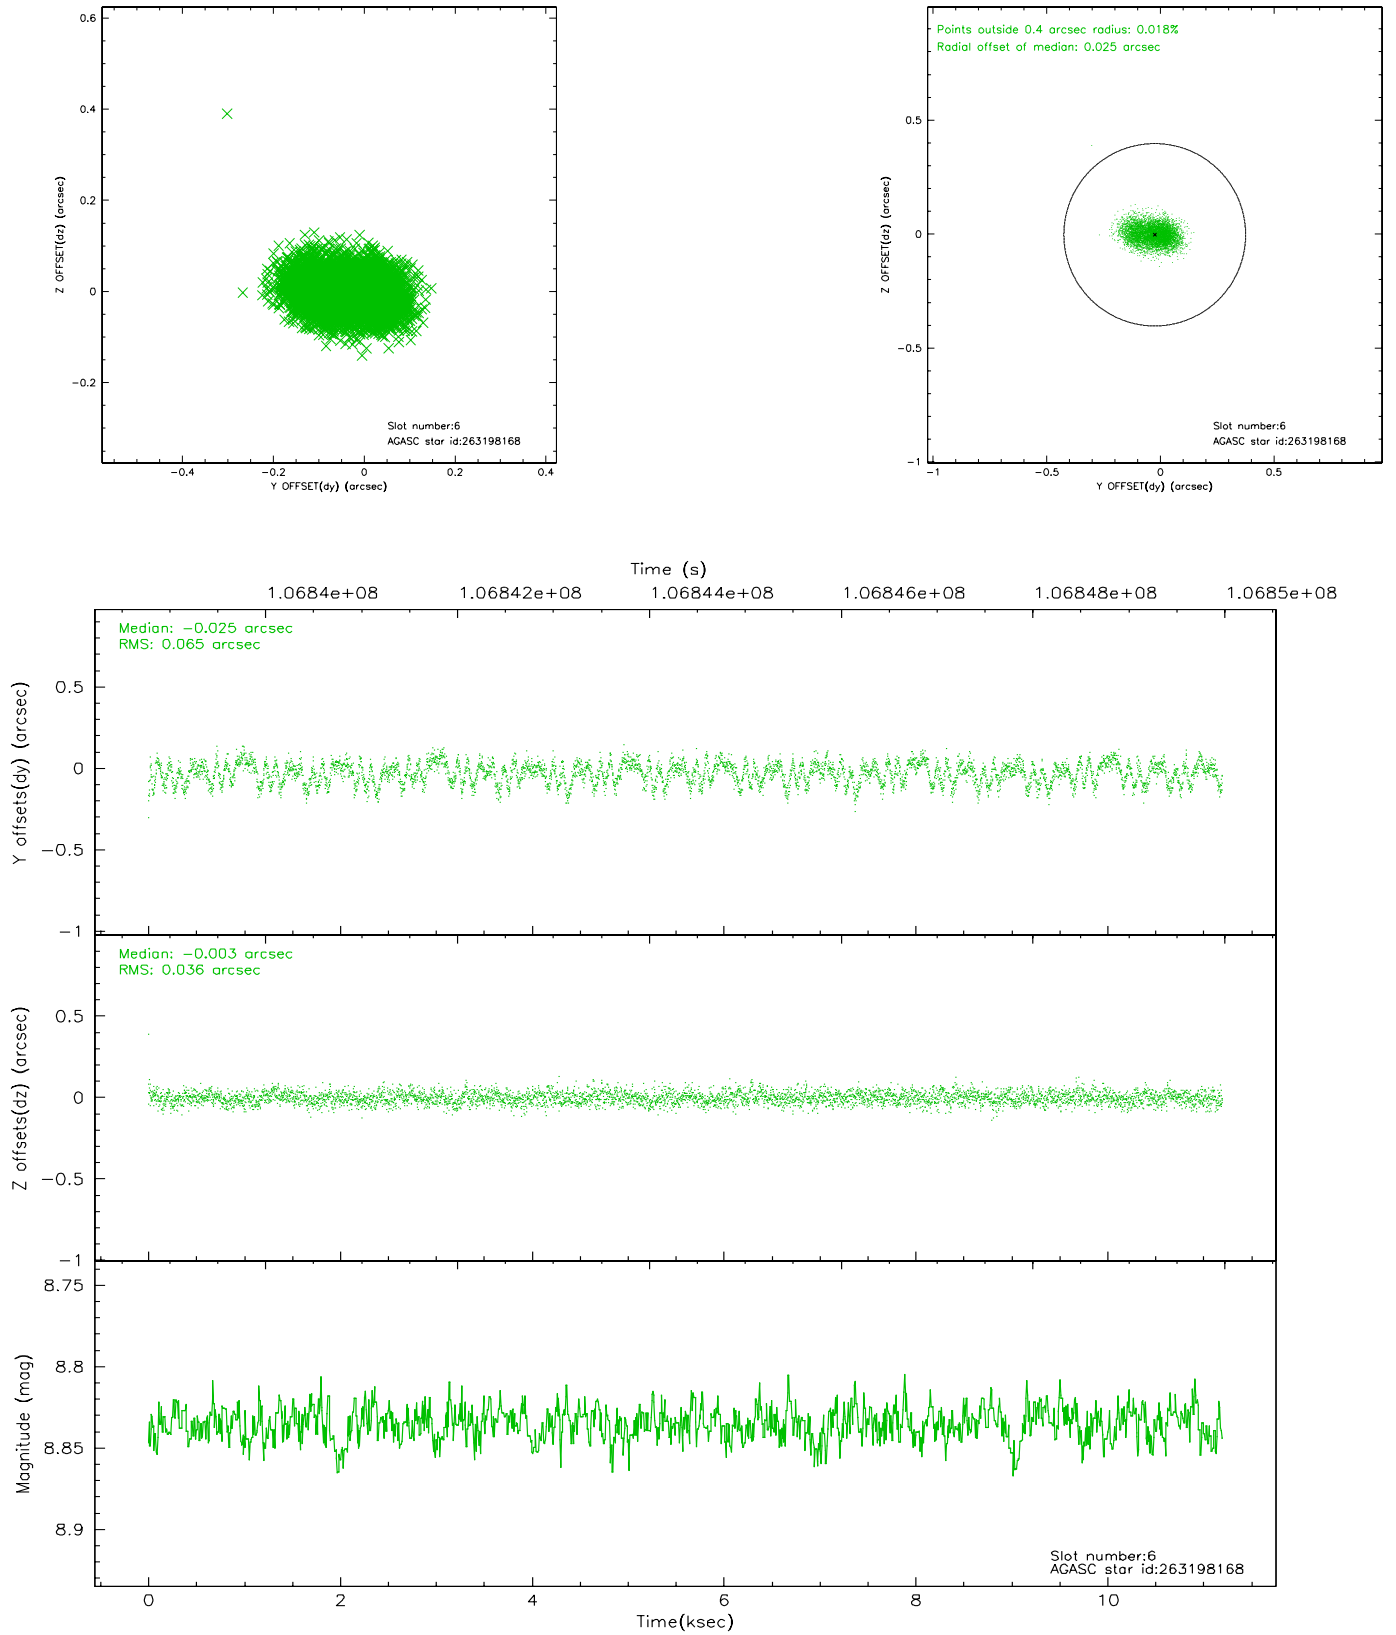 0.6
0.4
0.2
0
−0.2
Z OFFSET(dz) (arcsec)
−0.4 −0.2 0 0.2 0.4
Y OFFSET(dy) (arcsec)
Slot number:6
AGASC star id:263198168
Points outside 0.4 arcsec radius: 0.018%
Radial offset of median: 0.025 arcsec
0.5
0
−0.5
−1
Z OFFSET(dz) (arcsec)
−1 −0.5 0 0.5
Y OFFSET(dy) (arcsec)
Slot number:6
AGASC star id:263198168
Time (s)
1.0684e+08 1.06842e+08 1.06844e+08 1.06846e+08 1.06848e+08 1.0685e+08
Median: −0.025 arcsec
RMS: 0.065 arcsec
0.5
0
−0.5
−1
Y offsets(dy) (arcsec)
Median: −0.003 arcsec
RMS: 0.036 arcsec
0.5
0
−0.5
−1
Z offsets(dz) (arcsec)
8.75
8.8
8.85
8.9
Magnitude (mag)
Slot number:6
AGASC star id:263198168
0 2 4 6 8 10
Time(ksec)